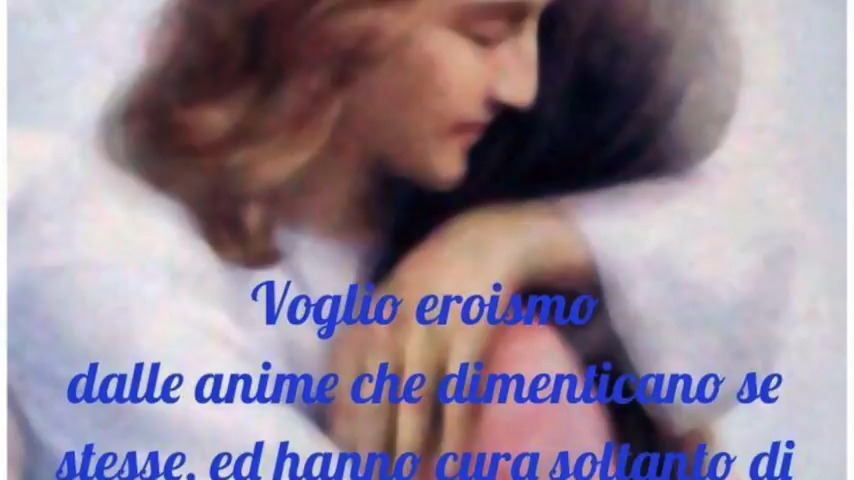 Voglio eroismo
dalle anime che dimenticano se
stesse, ed hanno cura soltanto di